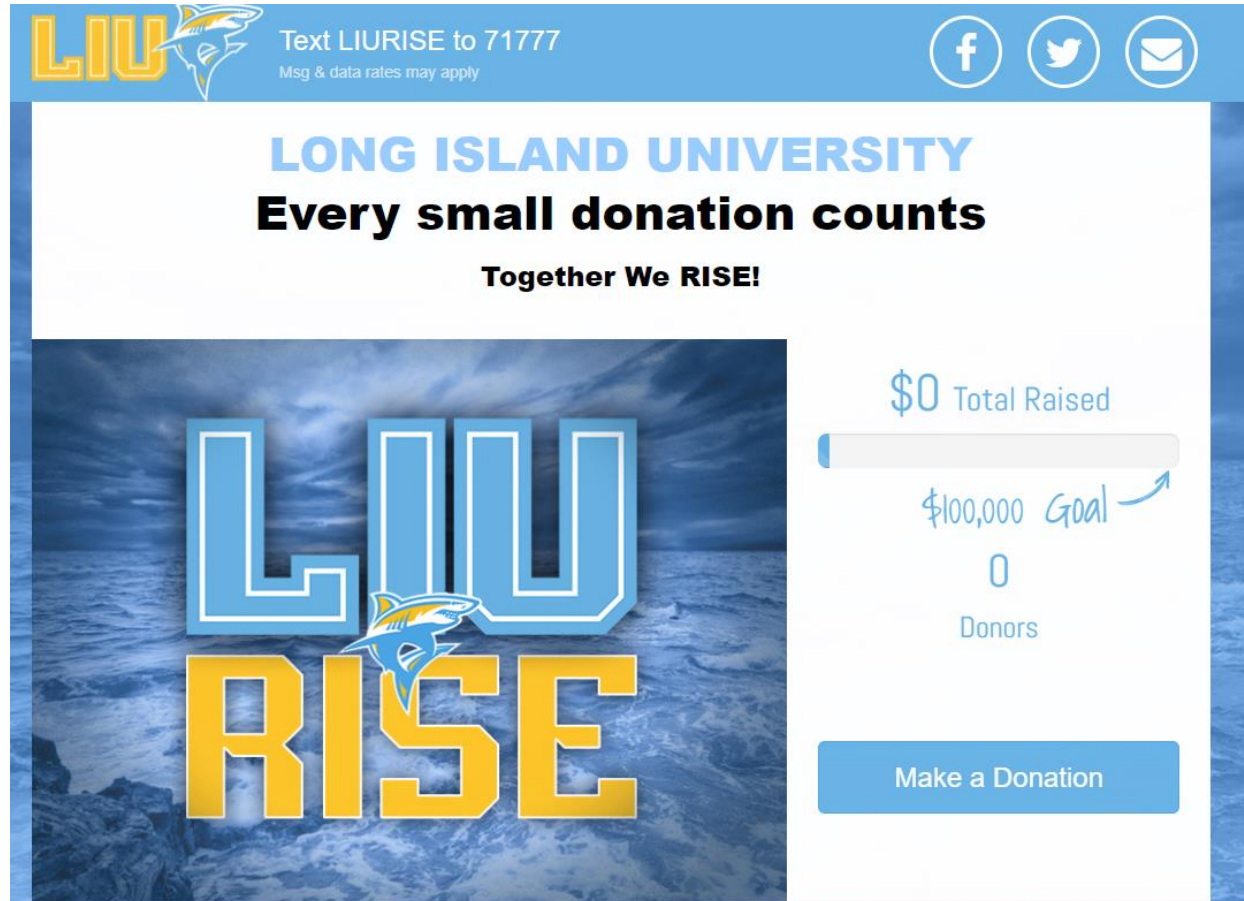 LIU
Text LIURISE to 71777
Msg & data rates may apply
LONG ISLAND UNIVERSITY
Every small donation counts
Together We RISE!
LIU
RISE
$0 Total Raised
$100,000 Goal
0
Donors
Make a Donation